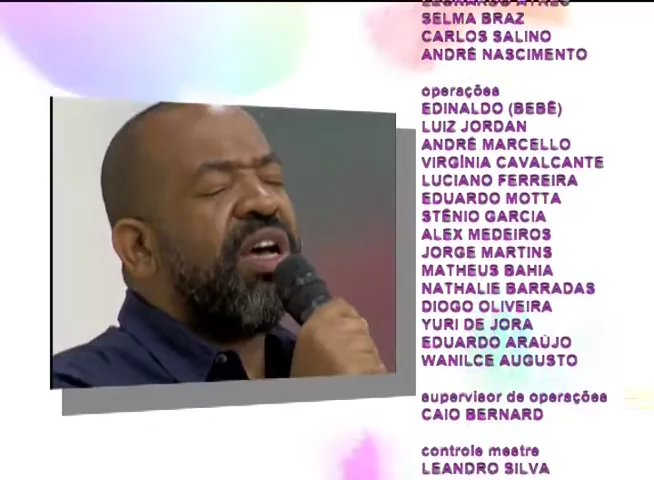 SELMA BRAZ
CARLOS SALINO
ANDRÉ NASCIMENTO
operações
EDINALDO (BEBÊ)
LUIZ JORDAN
ANDRÉ MARCELLO
VIRGÍNIA CAVALCANTE
LUCIANO FERREIRA
EDUARDO MOTTA
STÊNIO GARCIA
ALEX MEDEIROS
JORGE MARTINS
MATHEUS BAHIA
NATHALIE BARRADAS
DIOGO OLIVEIRA
YURI DE JORA
EDUARDO ARAÚJO
WANILCE AUGUSTO
supervisor de operações
CAIO BERNARD
controle mestre
LEANDRO SILVA